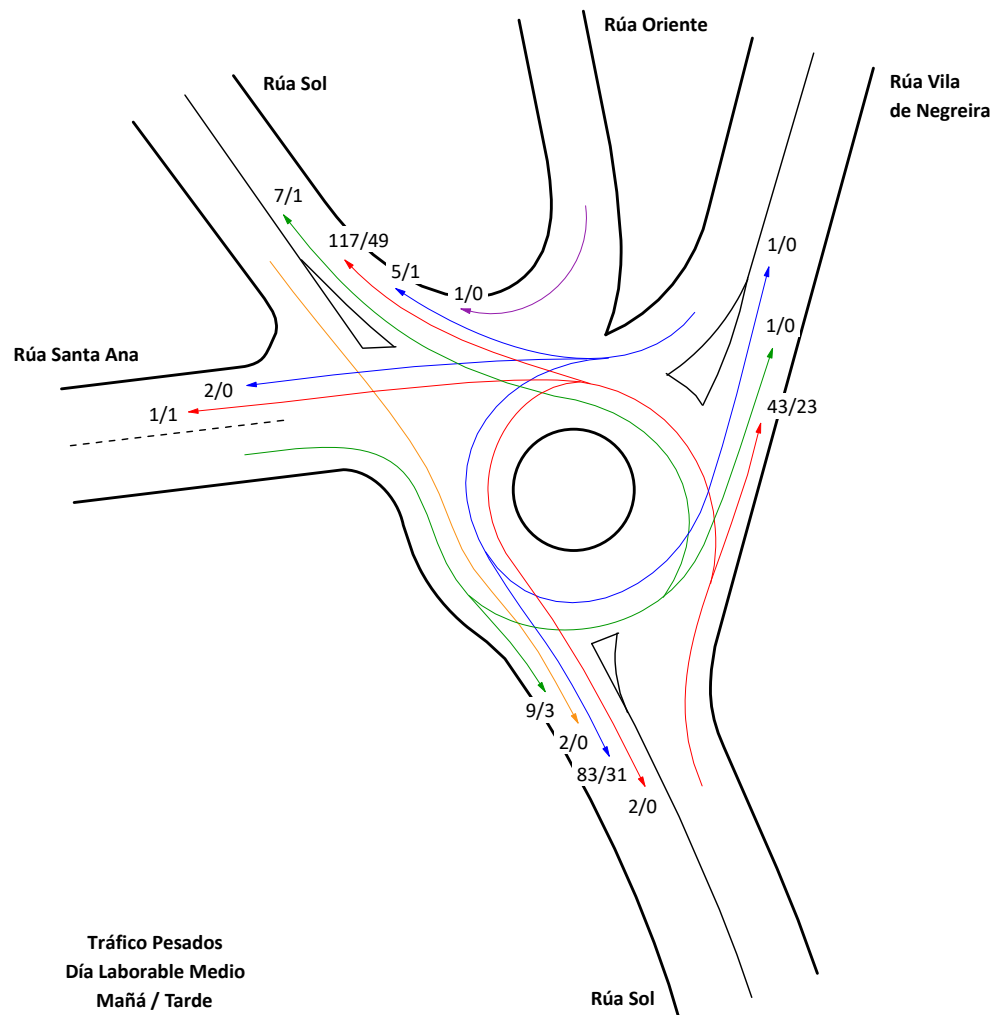 Rúa Oriente
Rúa Sol
Rúa Vila
de Negreira
7/1
117/49
1/0
5/1
1/0
1/0
Rúa Santa Ana
2/0
1/1
43/23
9/3
2/0
83/31
2/0
Tráfico Pesados
Día Laborable Medio
Mañá / Tarde
Rúa Sol